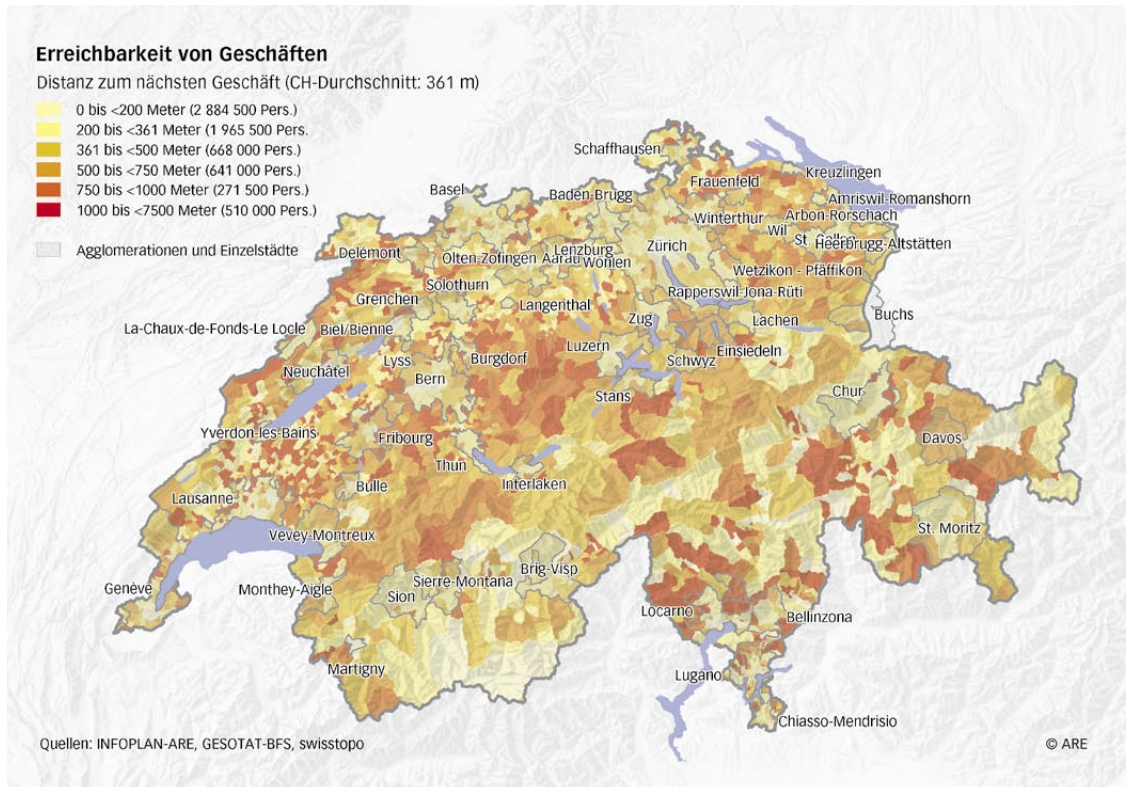 Erreichbarkeit von Geschäften
Distanz zum nächsten Geschäft (CH-Durchschnitt: 361 m)
0 bis <200 Meter (2 884 500 Pers.)
200 bis <361 Meter (1 965 500 Pers.
361 bis <500 Meter (668 000 Pers.)
500 bis <750 Meter (641 000 Pers.)
750 bis <1000 Meter (271 500 Pers.)
1000 bis <7500 Meter (510 000 Pers.)
Agglomerationen und Einzelstädte
Schaffhausen
Kreuzlingen
Frauenfeld
Basel
Baden-Brugg
Amriswil-Romanshorn
Winterthur
Arbon-Rorschach
Wil
St. Gallen
Heerbrugg-Altstätten
Zürich
Delémont
Lenzburg
Olten-Zofingen
Aarau
Wohlen
Wetzikon - Pfäffikon
Solothurn
Rapperswil-Jona-Rüti
Grenchen
Langenthal
Buchs
Zug
Lachen
La-Chaux-de-Fonds-Le Locle
Biel/Bienne
Luzern
Einsiedeln
Lyss
Burgdorf
Schwyz
Neuchâtel
Bern
Stans
Chur
Yverdon-les-Bains
Fribourg
Davos
Thun
Interlaken
Bulle
Lausanne
St. Moritz
Vevey-Montreux
Brig-Visp
Genève
Monthey-Aigle
Sierre-Montana
Sion
Locarno
Bellinzona
Martigny
Lugano
Chiasso-Mendrisio
Quellen: INFOPLAN-ARE, GESOTAT-BFS, swisstopo
© ARE